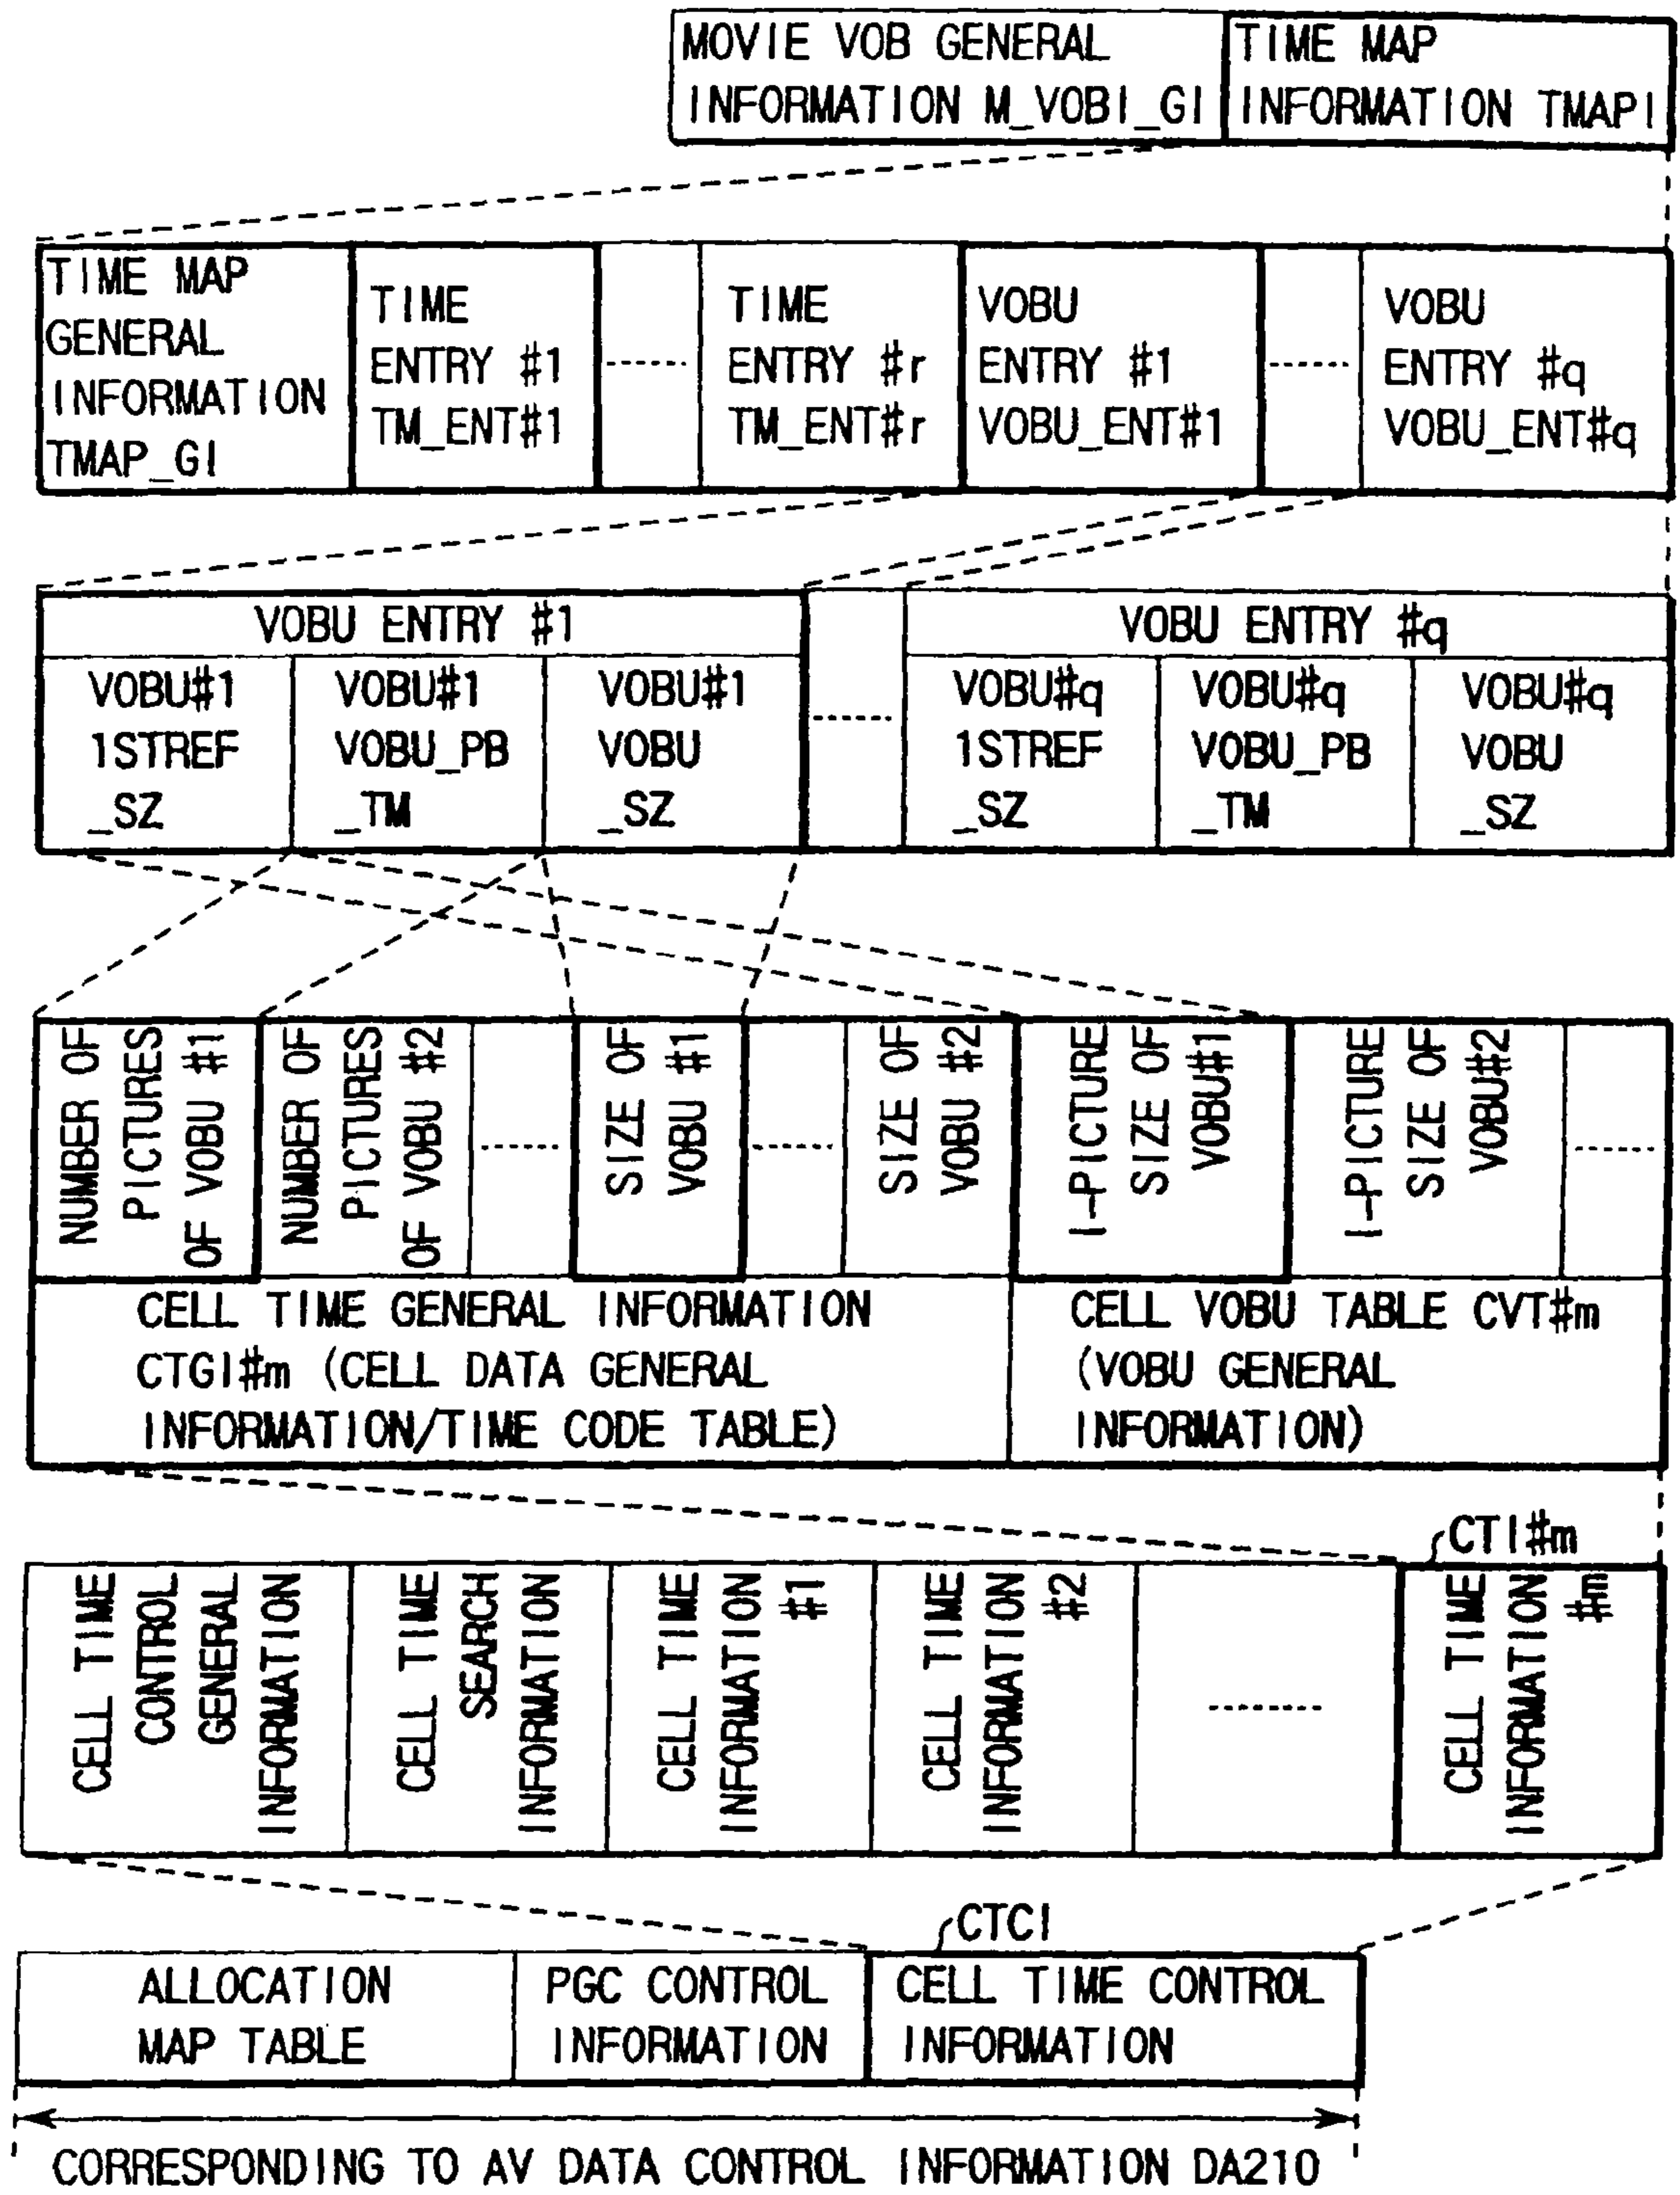 MOVIE VOB GENERAL
INFORMATION M_VOBI_GI
TIME MAP
INFORMATION TMAPI
TIME MAP
GENERAL
INFORMATION
TMAP_GI
TIME
ENTRY #1
TM_ENT#1
TIME
ENTRY #r
TM_ENT#r
VOBU
ENTRY #1
VOBU_ENT#1
VOBU
ENTRY #q
VOBU_ENT#q
VOBU ENTRY #1
VOBU#1
1STREF
_SZ
VOBU#1
VOBU_PB
_TM
VOBU#1
VOBU
_SZ
VOBU ENTRY #q
VOBU#q
1STREF
_SZ
VOBU#q
VOBU_PB
_TM
VOBU#q
VOBU
_SZ
NUMBER OF
PICTURES
OF VOBU #1
NUMBER OF
PICTURES
OF VOBU #2
SIZE OF
VOBU #1
SIZE OF
VOBU #2
I-PICTURE
SIZE OF
VOBU#1
I-PICTURE
SIZE OF
VOBU#2
CELL TIME GENERAL INFORMATION
CTGI#m (CELL DATA GENERAL
INFORMATION/TIME CODE TABLE)
CELL VOBU TABLE CVT#m
(VOBU GENERAL
INFORMATION)
CTI#m
CELL TIME
CONTROL
GENERAL
INFORMATION
CELL TIME
SEARCH
INFORMATION
CELL TIME
INFORMATION
#1
CELL TIME
INFORMATION
#2
CELL TIME
INFORMATION
#m
CTCI
ALLOCATION
MAP TABLE
PGC CONTROL
INFORMATION
CELL TIME CONTROL
INFORMATION
CORRESPONDING TO AV DATA CONTROL INFORMATION DA210